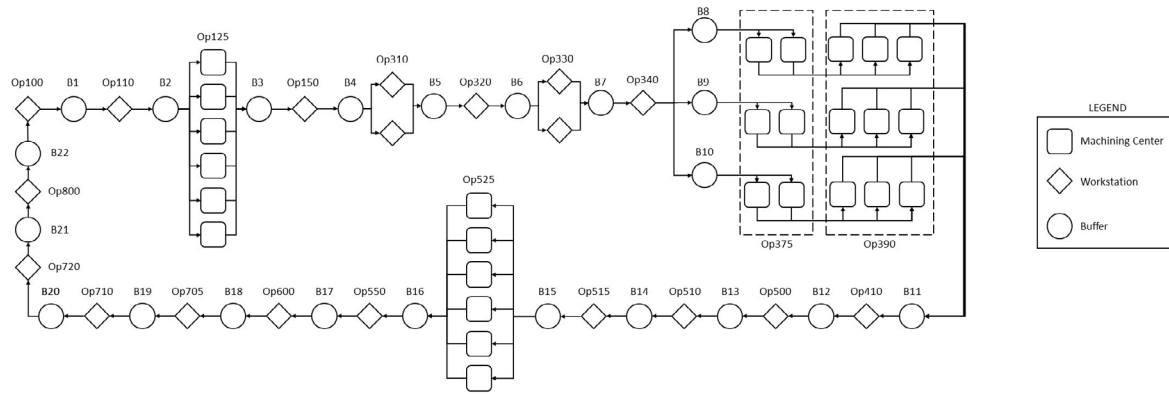 B8
Op125
Op310
Op330
Op100
B1
Op110
B2
B3
Op150
B4
B5
Op320
B6
B7
Op340
B9
LEGEND
Machining Center
B22
B10
Op800
Workstation
Op525
B21
Buffer
Op375
Op390
Op720
B20
Op710
B19
Op705
B18
Op600
B17
Op550
B16
B15
Op515
B14
Op510
B13
Op500
B12
Op410
B11